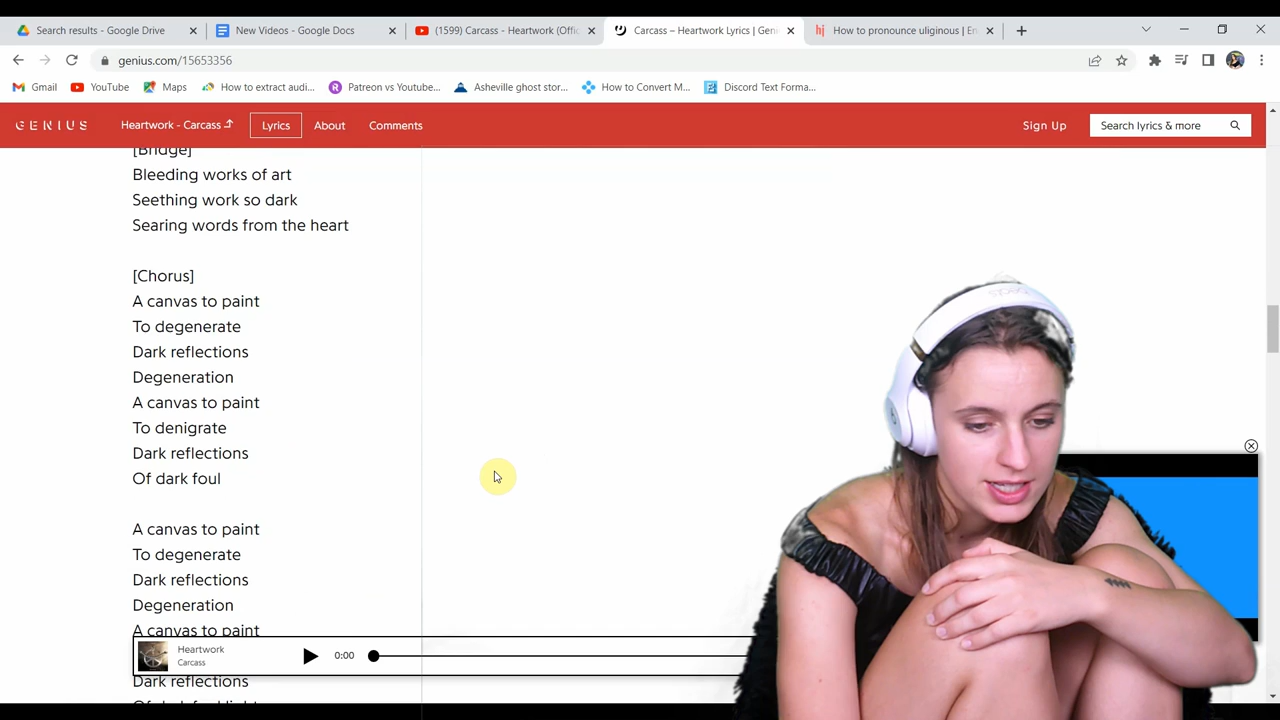 Search results - Google Drive
New Videos - Google Docs
(1599) Carcass - Heartwork (Offic
Carcass – Heartwork Lyrics | Geni
How to pronounce uliginous | En
genius.com/15653356
Gmail
YouTube
Maps
How to extract audi...
Patreon vs Youtube...
Asheville ghost stor...
How to Convert M...
Discord Text Forma...
GENIUS
Heartwork - Carcass
Lyrics
About
Comments
Sign Up
Search lyrics & more
[Bridge]
Bleeding works of art
Seething work so dark
Searing words from the heart
[Chorus]
A canvas to paint
To degenerate
Dark reflections
Degeneration
A canvas to paint
To denigrate
Dark reflections
Of dark foul
A canvas to paint
To degenerate
Dark reflections
Degeneration
A canvas to paint
Heartwork
Carcass
0:00
Dark reflections